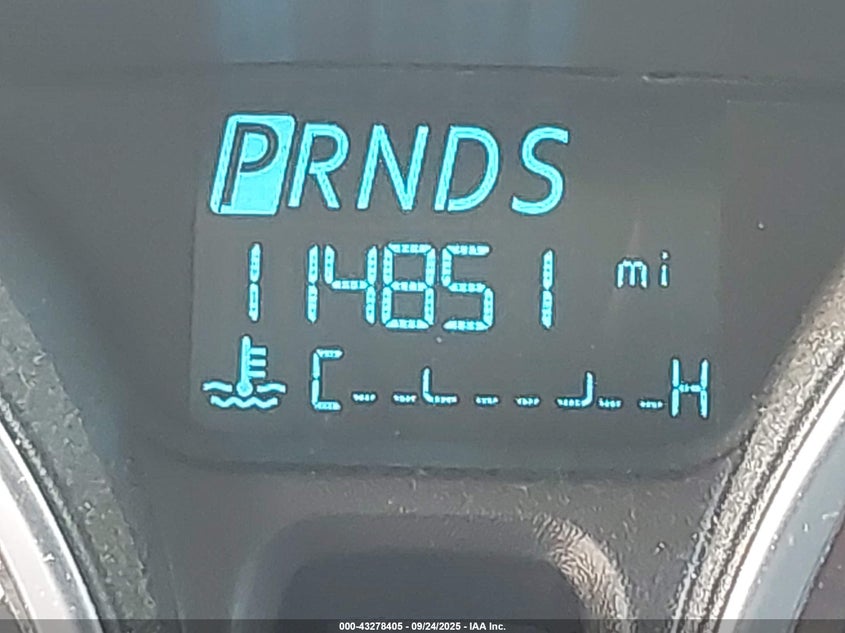 PRNDS
114851 mi
C H
000-43278405 - 09/24/2025 - IAA Inc.